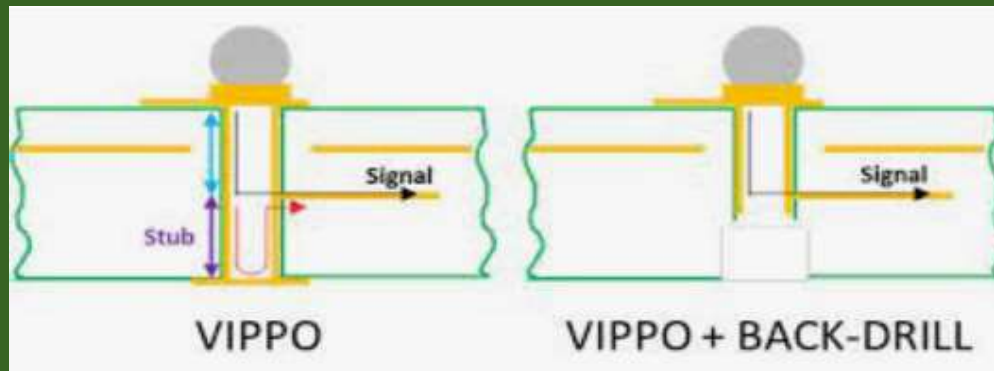 Signal
Stub
VIPPO
Signal
VIPPO + BACK-DRILL